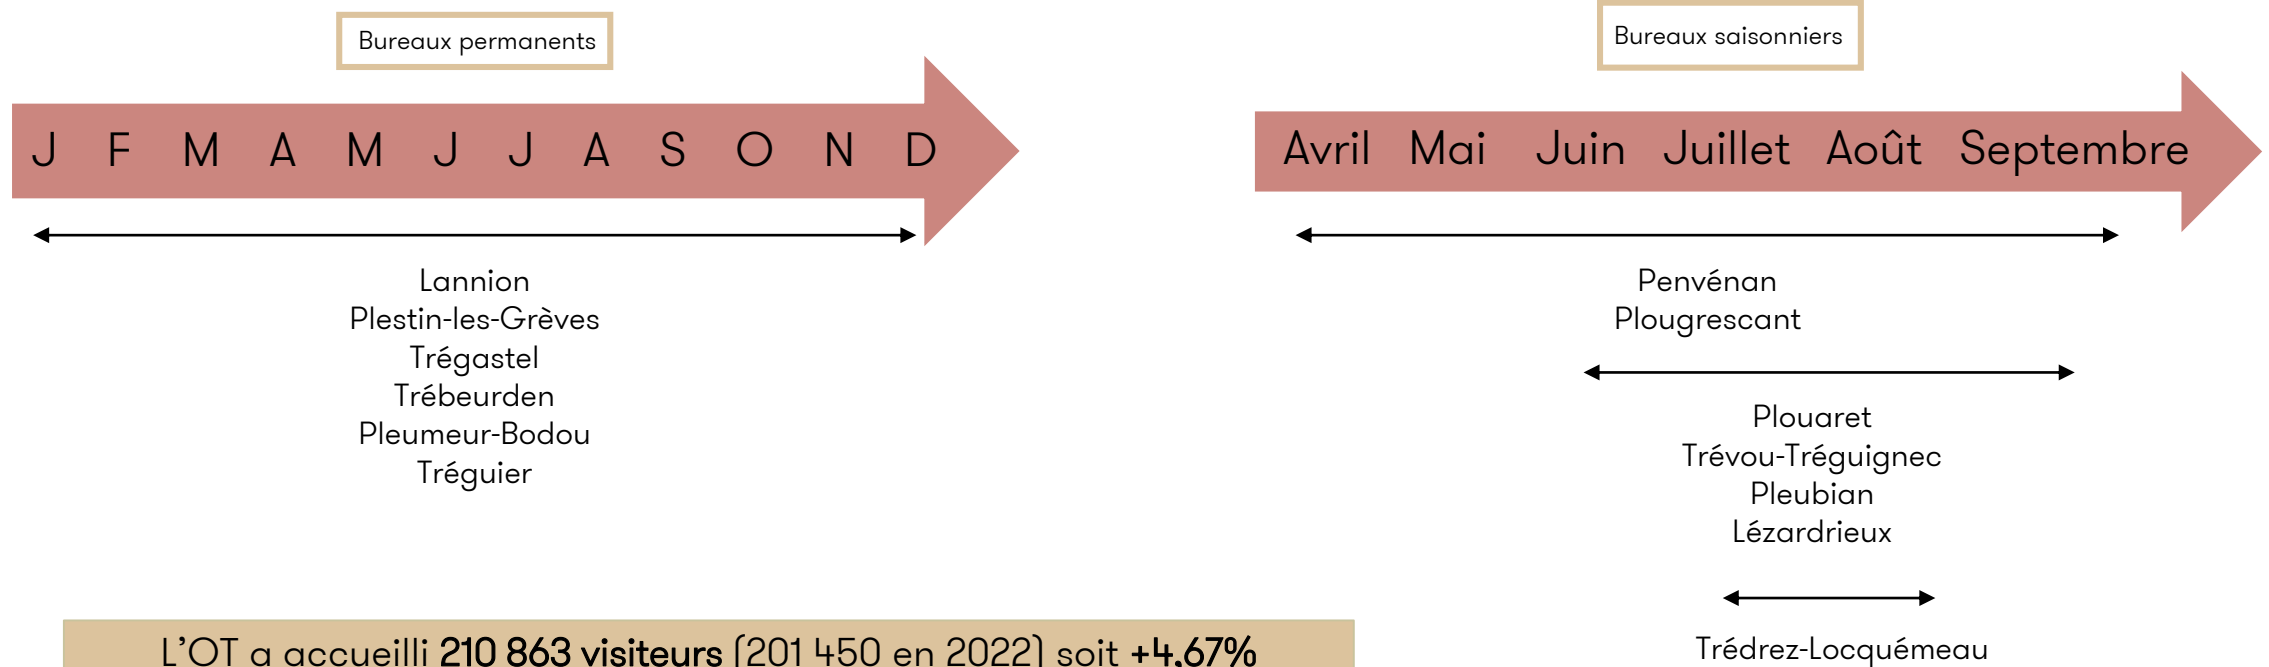 Bureaux permanents
J F M A M J J A S O N D
Lannion
Plestin-les-Grèves
Trégastel
Trébeurden
Pleumeur-Bodou
Tréguier
L’OT a accueilli 210 863 visiteurs (201 450 en 2022) soit +4,67%
Bureaux saisonniers
Avril Mai Juin Juillet Août Septembre
Penvénan
Plougrescant
Plouaret
Trévou-Tréguignec
Pleubian
Lézardrieux
Trédrez-Locquémeau